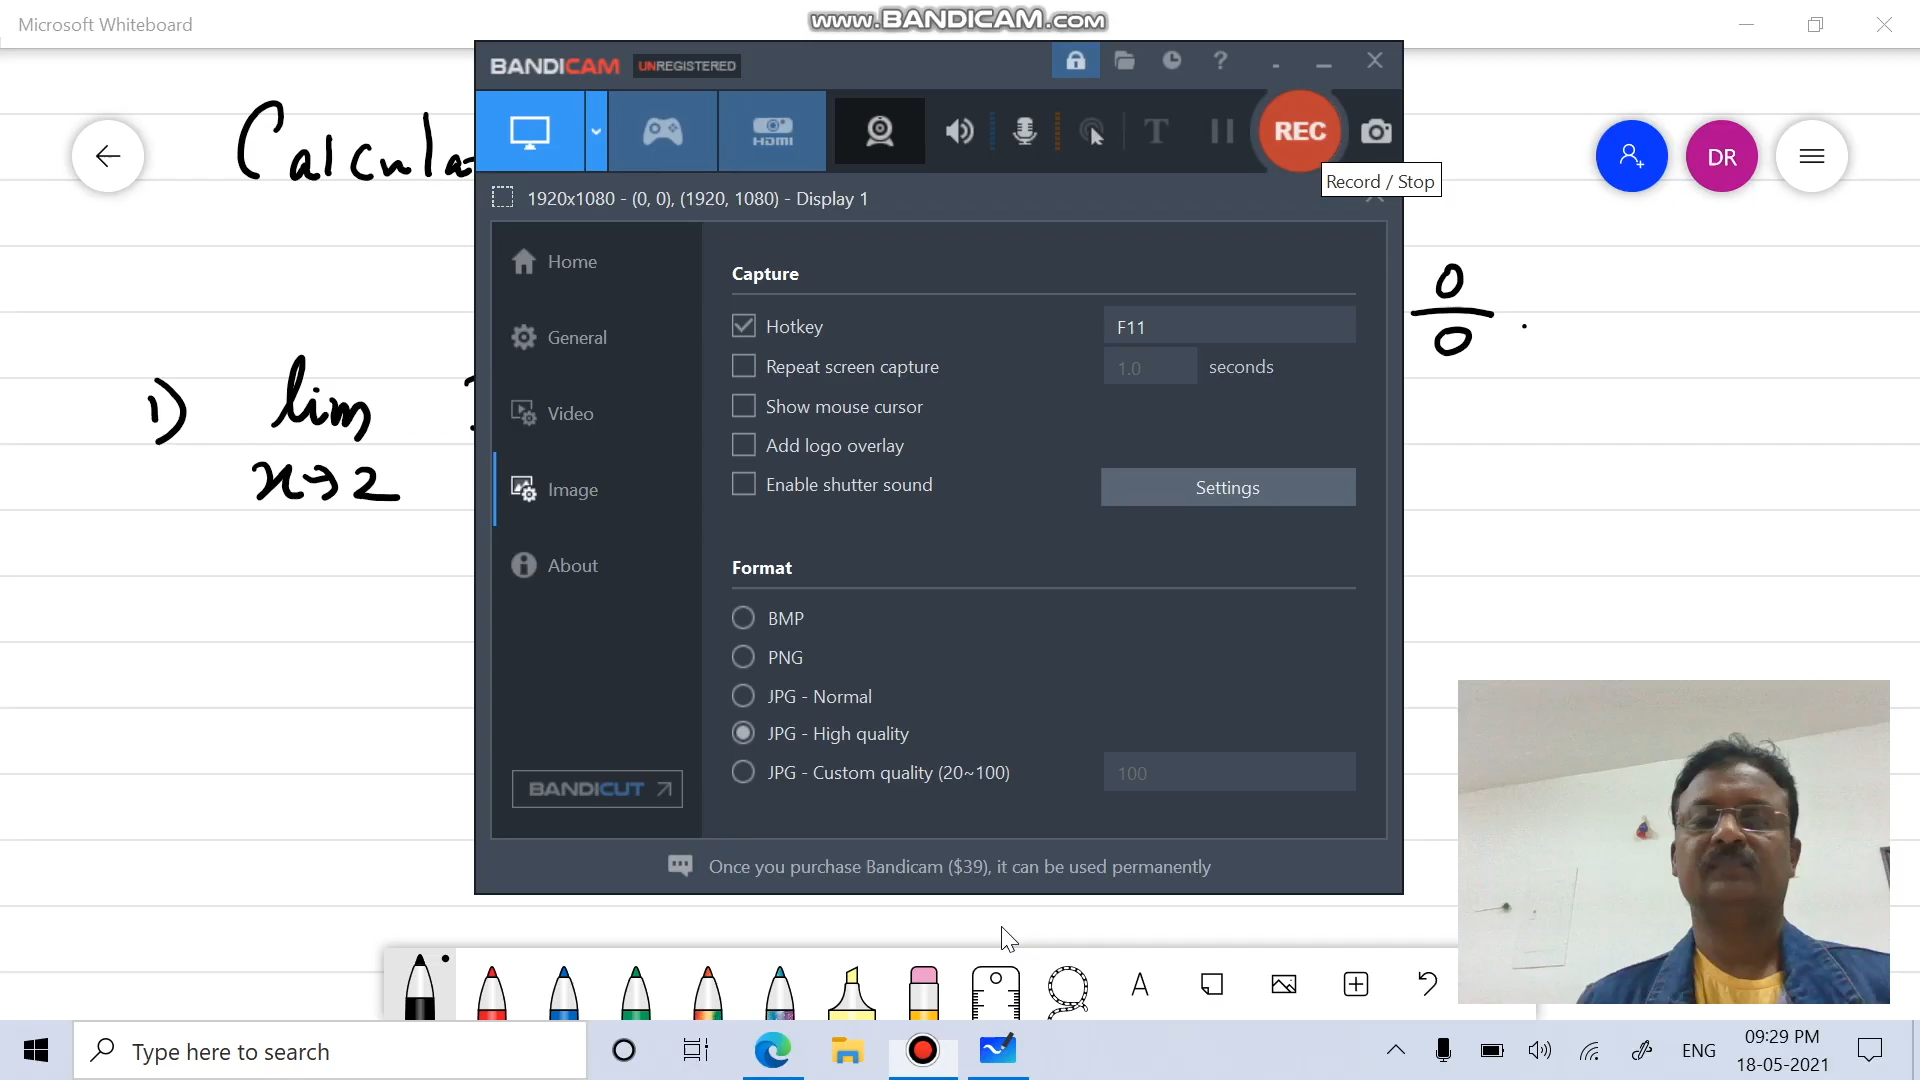 Microsoft Whiteboard
www.BANDICAM.com
BANDICAM UNREGISTERED
?
HDMI
T
REC
Record / Stop
DR
1920x1080 - (0, 0), (1920, 1080) - Display 1
Home
General
Video
Image
About
BANDICUT
Capture
Hotkey F11
Repeat screen capture 1.0 seconds
Show mouse cursor
Add logo overlay
Enable shutter sound Settings
Format
BMP
PNG
JPG - Normal
JPG - High quality
JPG - Custom quality (20~100) 100
Once you purchase Bandicam ($39), it can be used permanently
0
0
1) lim
x→2
A
Type here to search
ENG
09:29 PM
18-05-2021